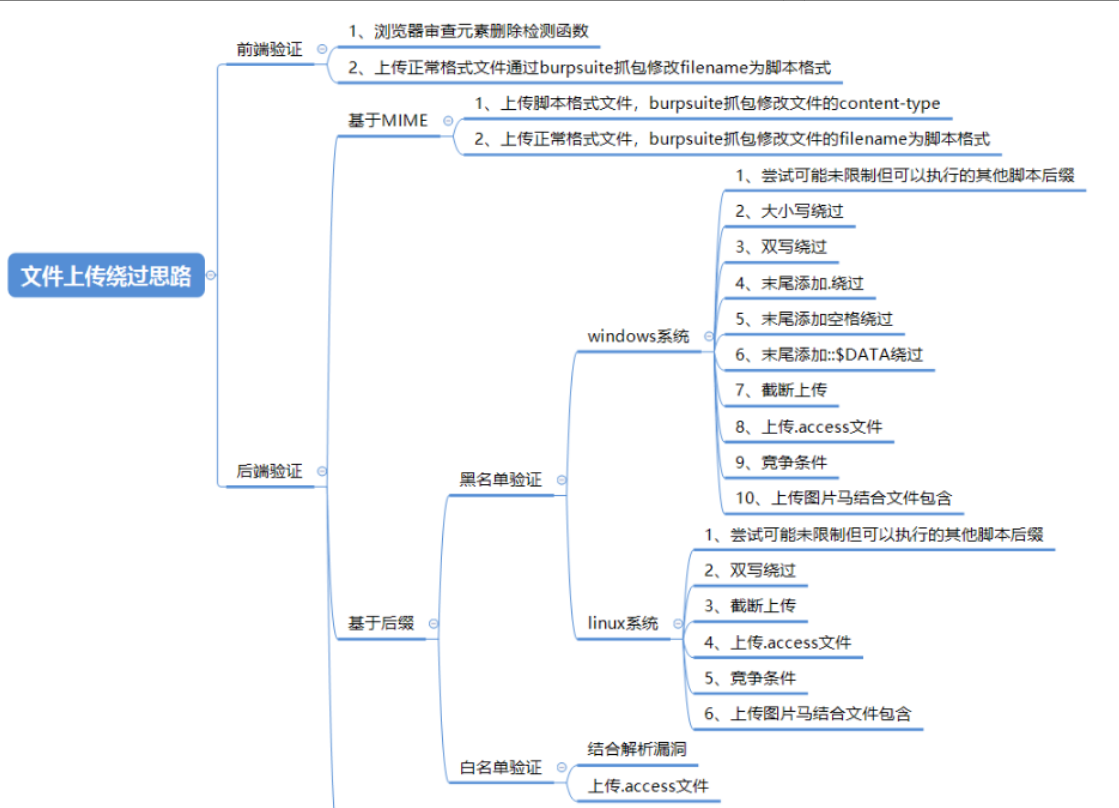 文件上传绕过思路
前端验证
1、浏览器审查元素删除检测函数
2、上传正常格式文件通过burpsuite抓包修改filename为脚本格式
后端验证
基于MIME
1、上传脚本格式文件，burpsuite抓包修改文件的content-type
2、上传正常格式文件，burpsuite抓包修改文件的filename为脚本格式
基于后缀
黑名单验证
windows系统
1、尝试可能未限制但可以执行的其他脚本后缀
2、大小写绕过
3、双写绕过
4、末尾添加.绕过
5、末尾添加空格绕过
6、末尾添加::$DATA绕过
7、截断上传
8、上传.access文件
9、竞争条件
10、上传图片马结合文件包含
linux系统
1、尝试可能未限制但可以执行的其他脚本后缀
2、双写绕过
3、截断上传
4、上传.access文件
5、竞争条件
6、上传图片马结合文件包含
白名单验证
结合解析漏洞
上传.access文件